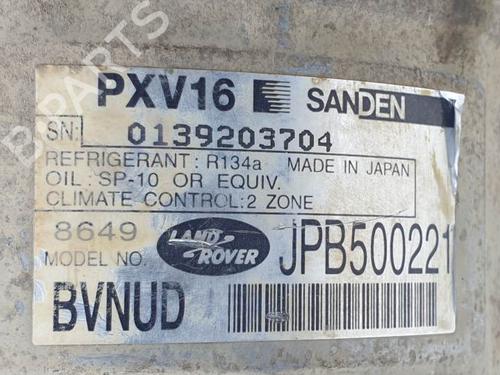 PXV16 SANDEN
SN: 0139203704
REFRIGERANT: R134a MADE IN JAPAN
OIL: SP-10 OR EQUIV.
CLIMATE CONTROL: 2 ZONE
8649 LAND ROVER JPB500221
MODEL NO.
BVNUD
B-PARTS